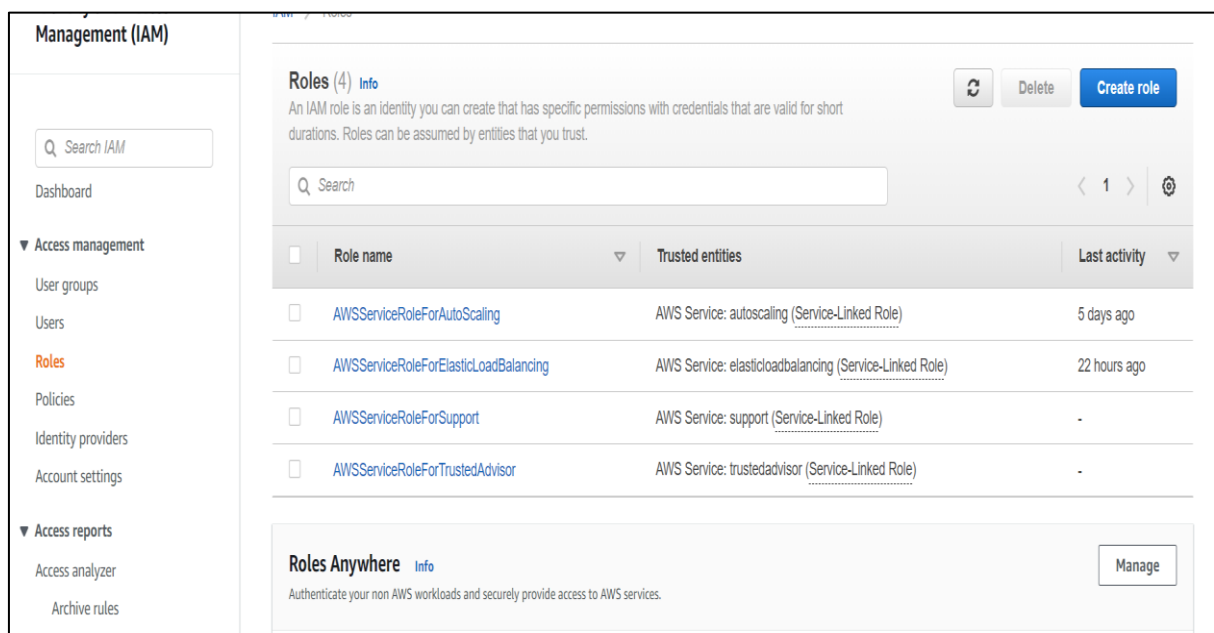 Management (IAM)
Search IAM
Dashboard
Access management
User groups
Users
Roles
Policies
Identity providers
Account settings
Access reports
Access analyzer
Archive rules
IAM > Roles
Roles (4) Info
An IAM role is an identity you can create that has specific permissions with credentials that are valid for short
durations. Roles can be assumed by entities that you trust.
Delete
Create role
Search
1
Role name Trusted entities Last activity
AWSServiceRoleForAutoScaling AWS Service: autoscaling (Service-Linked Role) 5 days ago
AWSServiceRoleForElasticLoadBalancing AWS Service: elasticloadbalancing (Service-Linked Role) 22 hours ago
AWSServiceRoleForSupport AWS Service: support (Service-Linked Role) -
AWSServiceRoleForTrustedAdvisor AWS Service: trustedadvisor (Service-Linked Role) -
Roles Anywhere Info
Authenticate your non AWS workloads and securely provide access to AWS services.
Manage